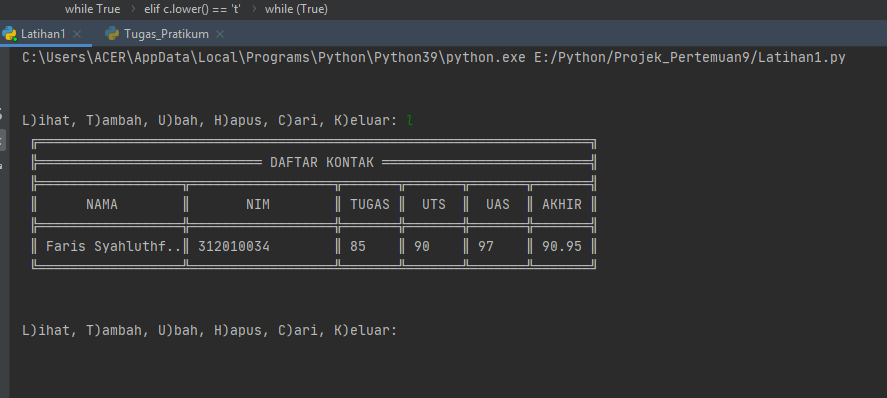 while True > elif c.lower() == 't' > while (True)
Latihan1 × Tugas_Pratikum ×
C:\Users\ACER\AppData\Local\Programs\Python\Python39\python.exe E:/Python/Projek_Pertemuan9/Latihan1.py
L)ihat, T)ambah, U)bah, H)apus, C)ari, K)eluar: l
DAFTAR KONTAK
NAMA NIM TUGAS UTS UAS AKHIR
Faris Syahluthf.. 312010034 85 90 97 90.95
L)ihat, T)ambah, U)bah, H)apus, C)ari, K)eluar: